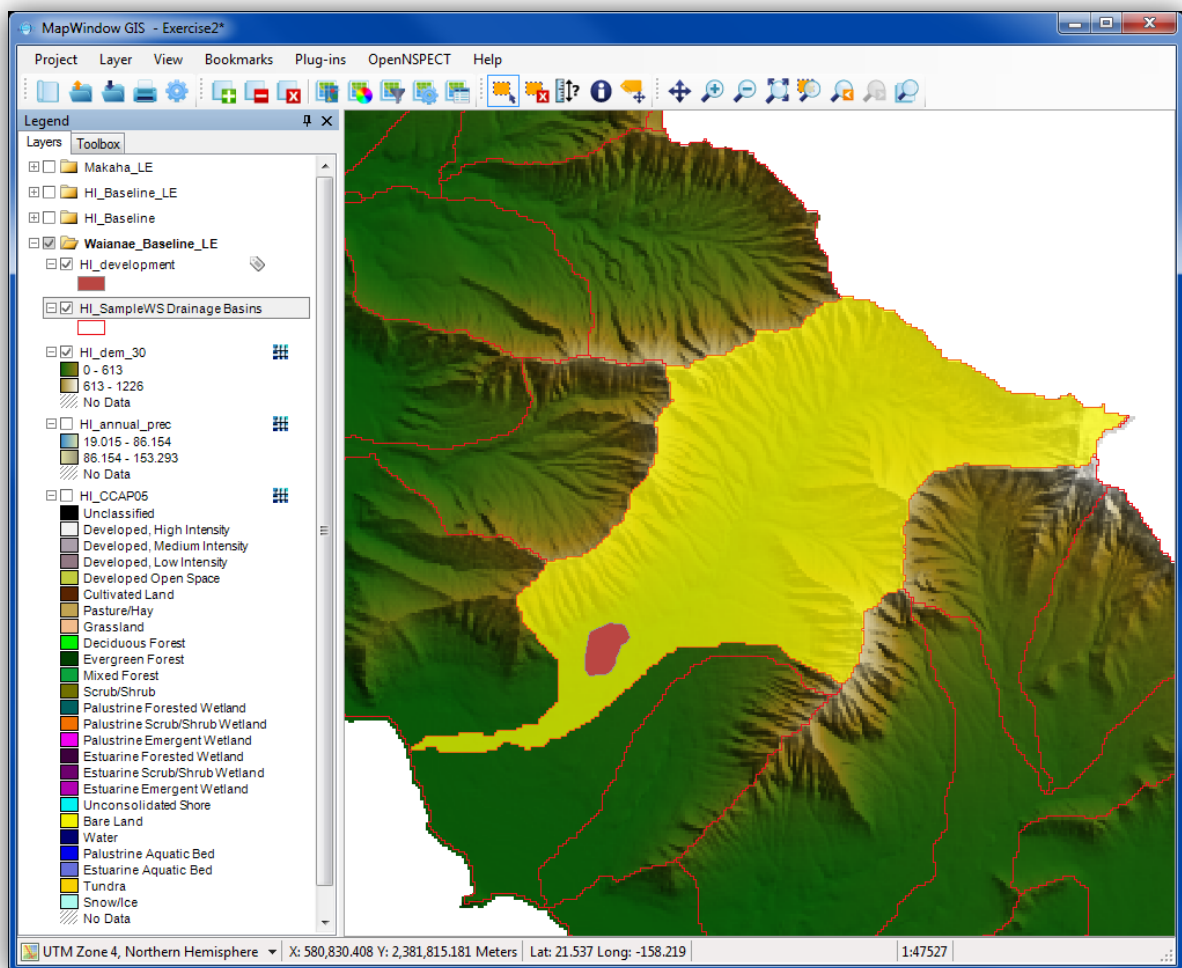 MapWindow GIS - Exercise2*
Project Layer View Bookmarks Plug-ins OpenNSPECT Help
Legend
Layers Toolbox
Makaha_LE
HI_Baseline_LE
HI_Baseline
Waianae_Baseline_LE
HI_development
HI_SampleWS Drainage Basins
HI_dem_30
0 - 613
613 - 1226
No Data
HI_annual_prec
19.015 - 86.154
86.154 - 153.293
No Data
HI_CCAP05
Unclassified
Developed, High Intensity
Developed, Medium Intensity
Developed, Low Intensity
Developed Open Space
Cultivated Land
Pasture/Hay
Grassland
Deciduous Forest
Evergreen Forest
Mixed Forest
Scrub/Shrub
Palustrine Forested Wetland
Palustrine Scrub/Shrub Wetland
Palustrine Emergent Wetland
Estuarine Forested Wetland
Estuarine Scrub/Shrub Wetland
Estuarine Emergent Wetland
Unconsolidated Shore
Bare Land
Water
Palustrine Aquatic Bed
Estuarine Aquatic Bed
Tundra
Snow/Ice
No Data
UTM Zone 4, Northern Hemisphere X: 580,830.408 Y: 2,381,815.181 Meters Lat: 21.537 Long: -158.219 1:47527